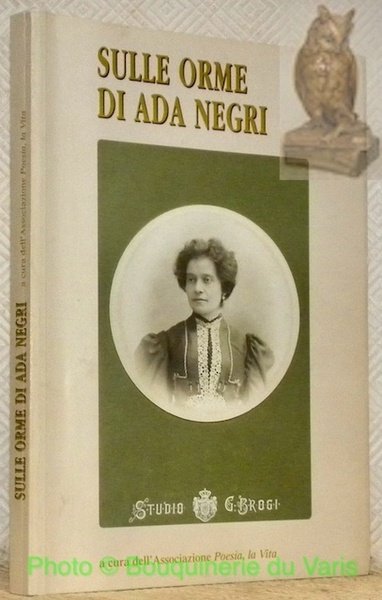 SULLE ORME
DI ADA NEGRI
STUDIO G. BROGI
a cura dell'Associazione Poesia, la Vita
SULLE ORME DI ADA NEGRI a cura dell'Associazione Poesia, la Vita
Photo © Bouquinerie du Varis